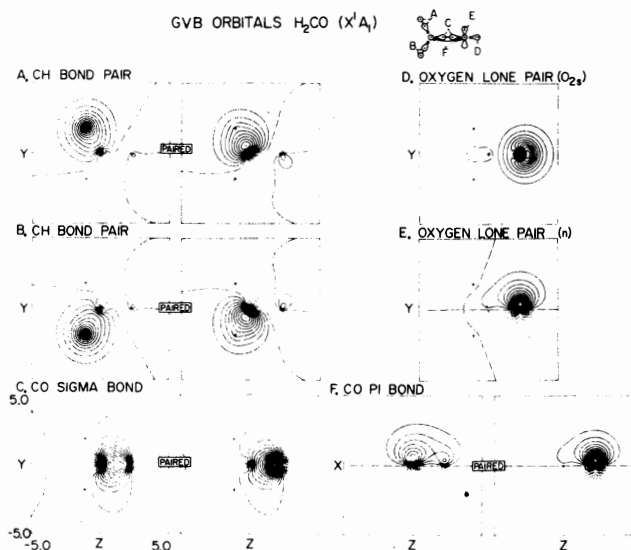 GVB ORBITALS H₂CO (X¹A₁)
A
B
C
D
E
F
A. CH BOND PAIR
Y
PAIRED
B. CH BOND PAIR
Y
PAIRED
C. CO SIGMA BOND
5.0
Y
PAIRED
-5.0
-5.0 Z 5.0 Z
D. OXYGEN LONE PAIR (O₂s)
Y
E. OXYGEN LONE PAIR (n)
Y
F. CO PI BOND
X
PAIRED
Z Z